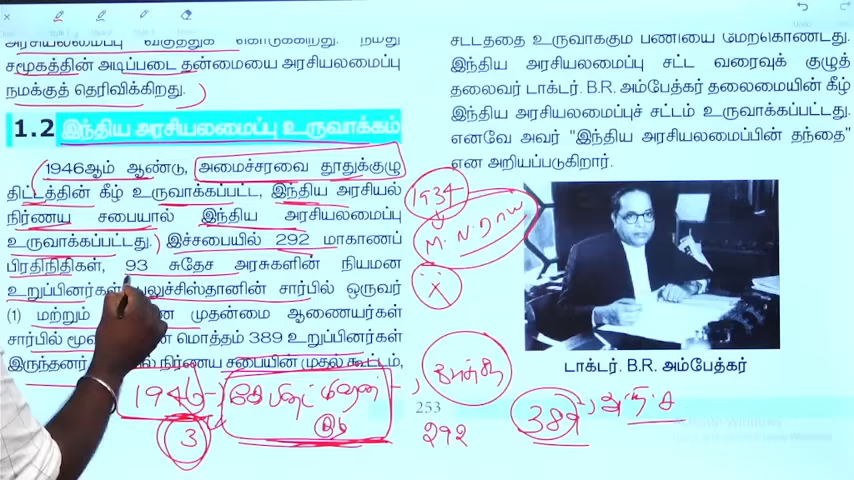 சமூகத்தின் அடிப்படை தன்மையை அரசியலமைப்பு
நமக்குத் தெரிவிக்கிறது.
1.2 இந்திய அரசியலமைப்பு உருவாக்கம்
1946ஆம் ஆண்டு, அமைச்சரவை தூதுக்குழு
திட்டத்தின் கீழ் உருவாக்கப்பட்ட, இந்திய அரசியல்
நிர்ணய சபையால் இந்திய அரசியலமைப்பு
உருவாக்கப்பட்டது. இச்சபையில் 292 மாகாணப்
பிரதிநிதிகள், 93 சுதேச அரசுகளின் நியமன
உறுப்பினர்கள், பலுச்சிஸ்தானின் சார்பில் ஒருவர்
(1) மற்றும் முதன்மை ஆணையர்கள்
சார்பில் மொத்தம் 389 உறுப்பினர்கள்
இருந்தனர். நிர்ணய சபையின் முதல் கூட்டம்,
சட்டத்தை உருவாக்கும் பணியை மேற்கொண்டது.
இந்திய அரசியலமைப்பு சட்ட வரைவுக் குழுத்
தலைவர் டாக்டர். B.R. அம்பேத்கர் தலைமையின் கீழ்
இந்திய அரசியலமைப்புச் சட்டம் உருவாக்கப்பட்டது.
எனவே அவர் "இந்திய அரசியலமைப்பின் தந்தை"
என அறியப்படுகிறார்.
டாக்டர். B.R. அம்பேத்கர்
1934
M. N. Roy
X
1946
3
கேபினட் மிஷன்
253
292
389